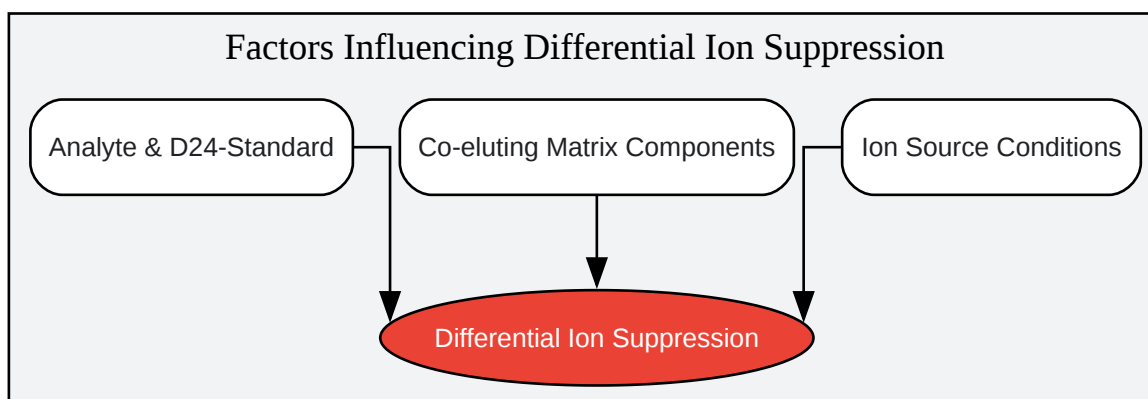 Factors Influencing Differential Ion Suppression
Analyte & D24-Standard
Co-eluting Matrix Components
Ion Source Conditions
Differential Ion Suppression